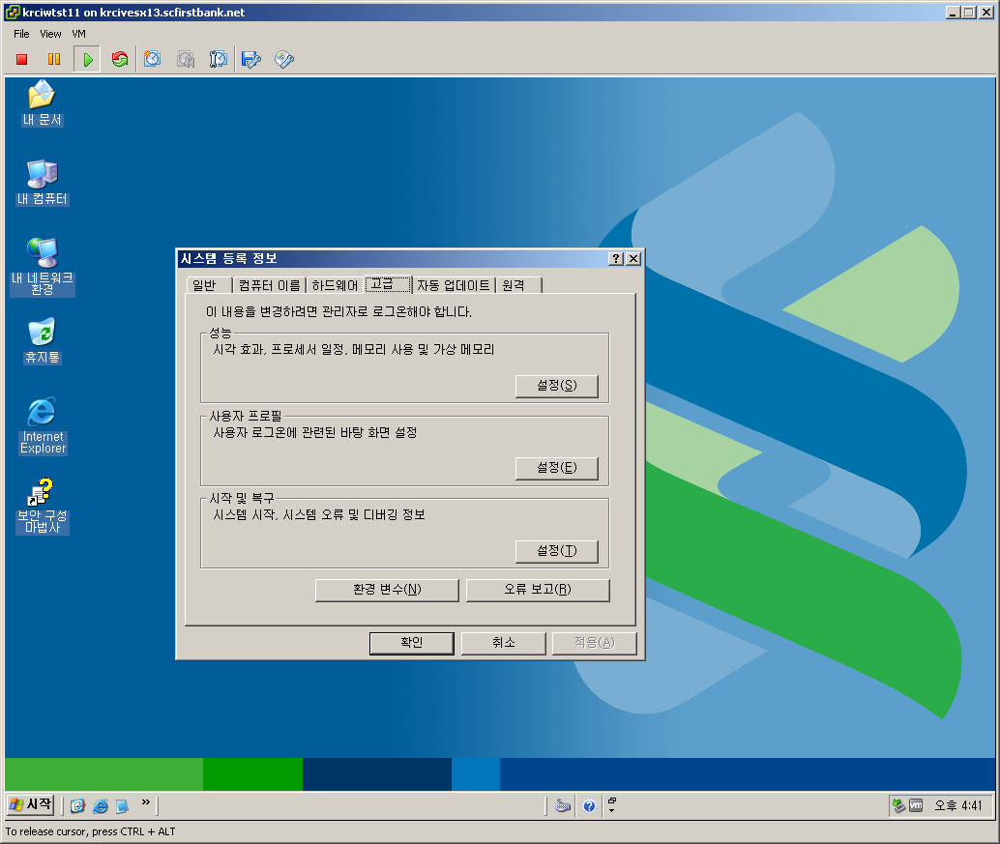 krciwtst11 on krcivesx13.scfirstbank.net
File View VM
내 문서
내 컴퓨터
내 네트워크
환경
휴지통
Internet
Explorer
보안 구성
마법사
시스템 등록 정보
일반 컴퓨터 이름 하드웨어 고급 자동 업데이트 원격
이 내용을 변경하려면 관리자로 로그온해야 합니다.
성능
시각 효과, 프로세서 일정, 메모리 사용 및 가상 메모리
설정(S)
사용자 프로필
사용자 로그온에 관련된 바탕 화면 설정
설정(E)
시작 및 복구
시스템 시작, 시스템 오류 및 디버깅 정보
설정(T)
환경 변수(N) 오류 보고(R)
확인 취소 적용(A)
시작 » 오후 4:41
To release cursor, press CTRL + ALT